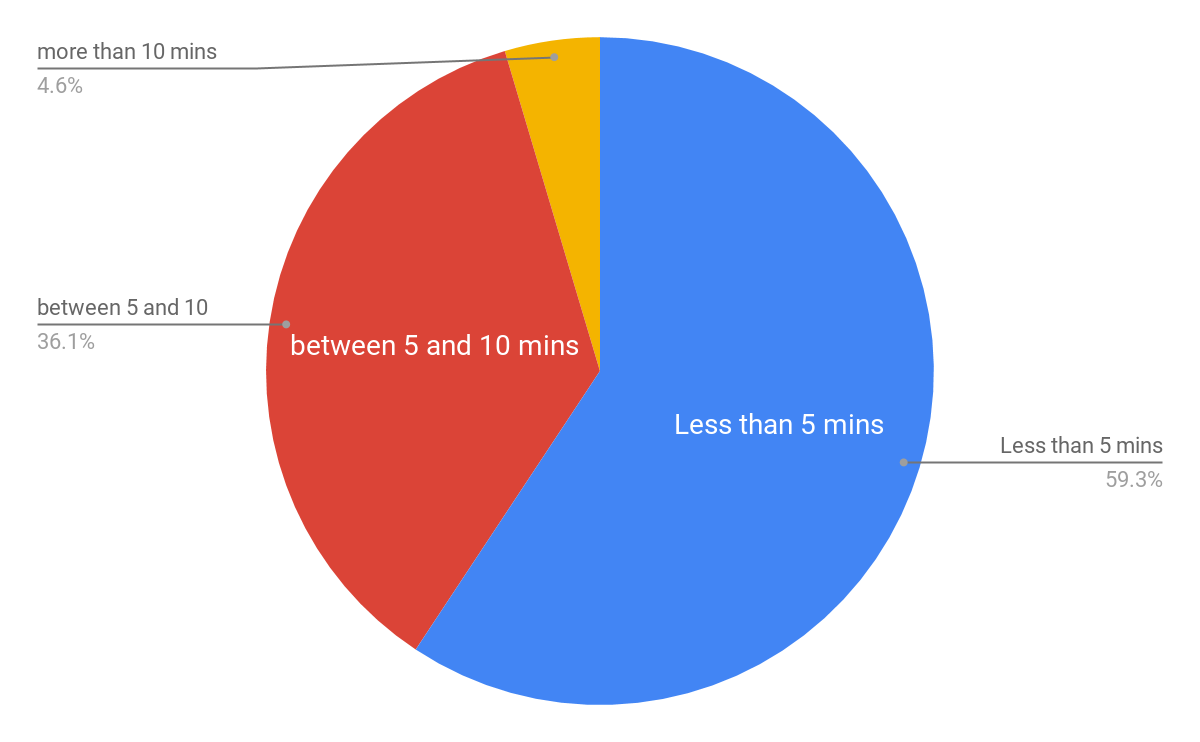 more than 10 mins
4.6%
between 5 and 10
36.1%
between 5 and 10 mins
Less than 5 mins
Less than 5 mins
59.3%